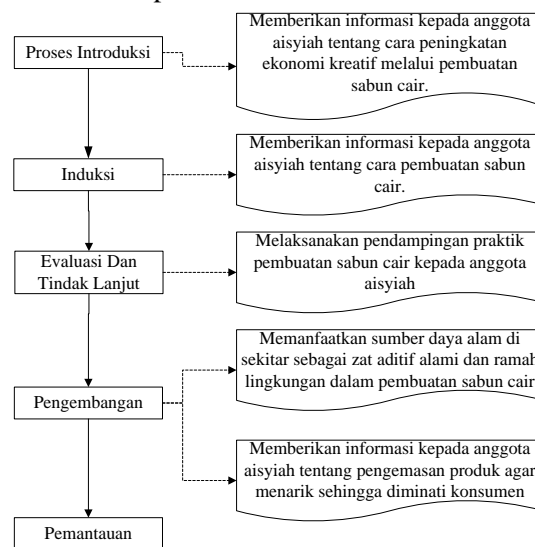 Proses Introduksi
Memberikan informasi kepada anggota
aisyiah tentang cara peningkatan
ekonomi kreatif melalui pembuatan
sabun cair.
Induksi
Memberikan informasi kepada anggota
aisyiah tentang cara pembuatan sabun
cair.
Evaluasi Dan
Tindak Lanjut
Melaksanakan pendampingan praktik
pembuatan sabun cair kepada anggota
aisyiah
Pengembangan
Memanfaatkan sumber daya alam di
sekitar sebagai zat aditif alami dan ramah
lingkungan dalam pembuatan sabun cair
Memberikan informasi kepada anggota
aisyiah tentang pengemasan produk agar
menarik sehingga diminati konsumen
Pemantauan